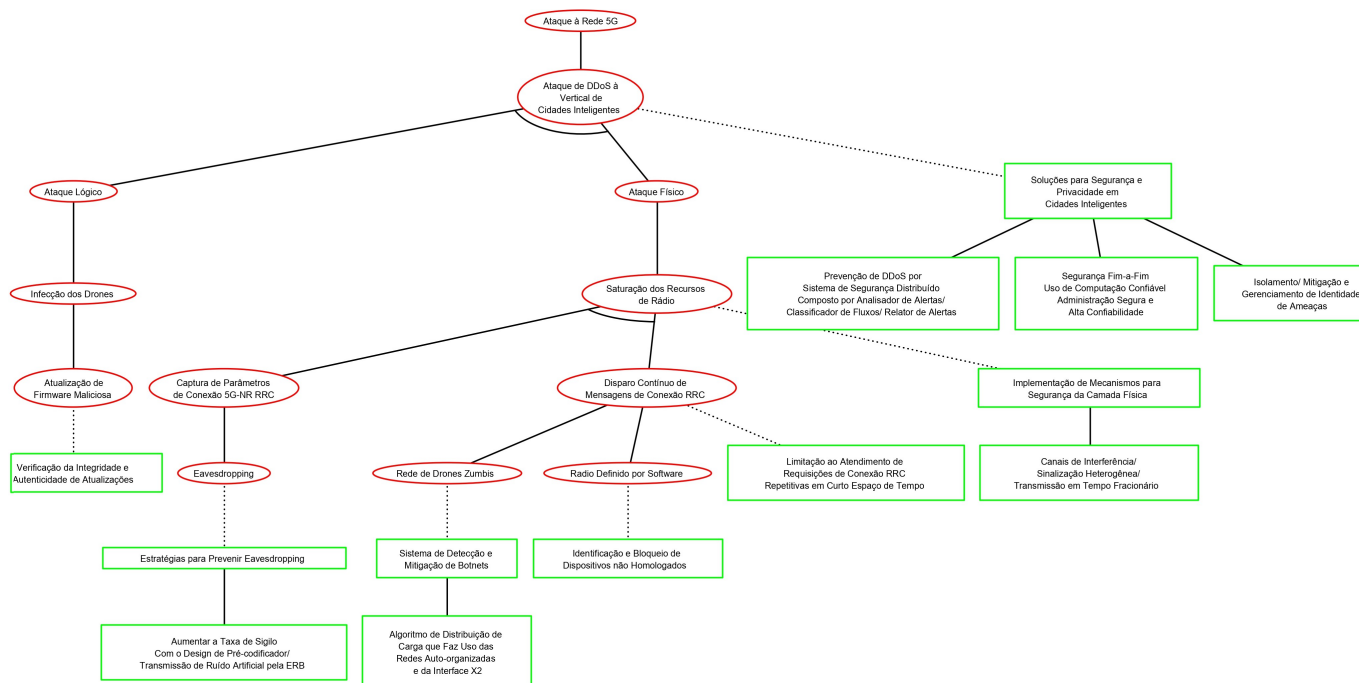 Ataque à Rede 5G
Ataque de DDoS à
Vertical de
Cidades Inteligentes
Ataque Lógico
Ataque Físico
Soluções para Segurança e
Privacidade em
Cidades Inteligentes
Infecção dos Drones
Saturação dos Recursos
de Rádio
Prevenção de DDoS por
Sistema de Segurança Distribuído
Composto por Analisador de Alertas/
Classificador de Fluxos/ Relator de Alertas
Segurança Fim-a-Fim
Uso de Computação Confiável
Administração Segura e
Alta Confiabilidade
Isolamento/ Mitigação e
Gerenciamento de Identidade
de Ameaças
Atualização de
Firmware Maliciosa
Captura de Parâmetros
de Conexão 5G-NR RRC
Disparo Contínuo de
Mensagens de Conexão RRC
Implementação de Mecanismos para
Segurança da Camada Física
Verificação da Integridade e
Autenticidade de Atualizações
Eavesdropping
Rede de Drones Zumbis
Radio Definido por Software
Limitação ao Atendimento de
Requisições de Conexão RRC
Repetitivas em Curto Espaço de Tempo
Canais de Interferência/
Sinalização Heterogênea/
Transmissão em Tempo Fracionário
Estratégias para Prevenir Eavesdropping
Sistema de Detecção e
Mitigação de Botnets
Identificação e Bloqueio de
Dispositivos não Homologados
Aumentar a Taxa de Sigilo
Com o Design de Pré-codificador/
Transmissão de Ruído Artificial pela ERB
Algoritmo de Distribuição de
Carga que Faz Uso das
Redes Auto-organizadas
e da Interface X2